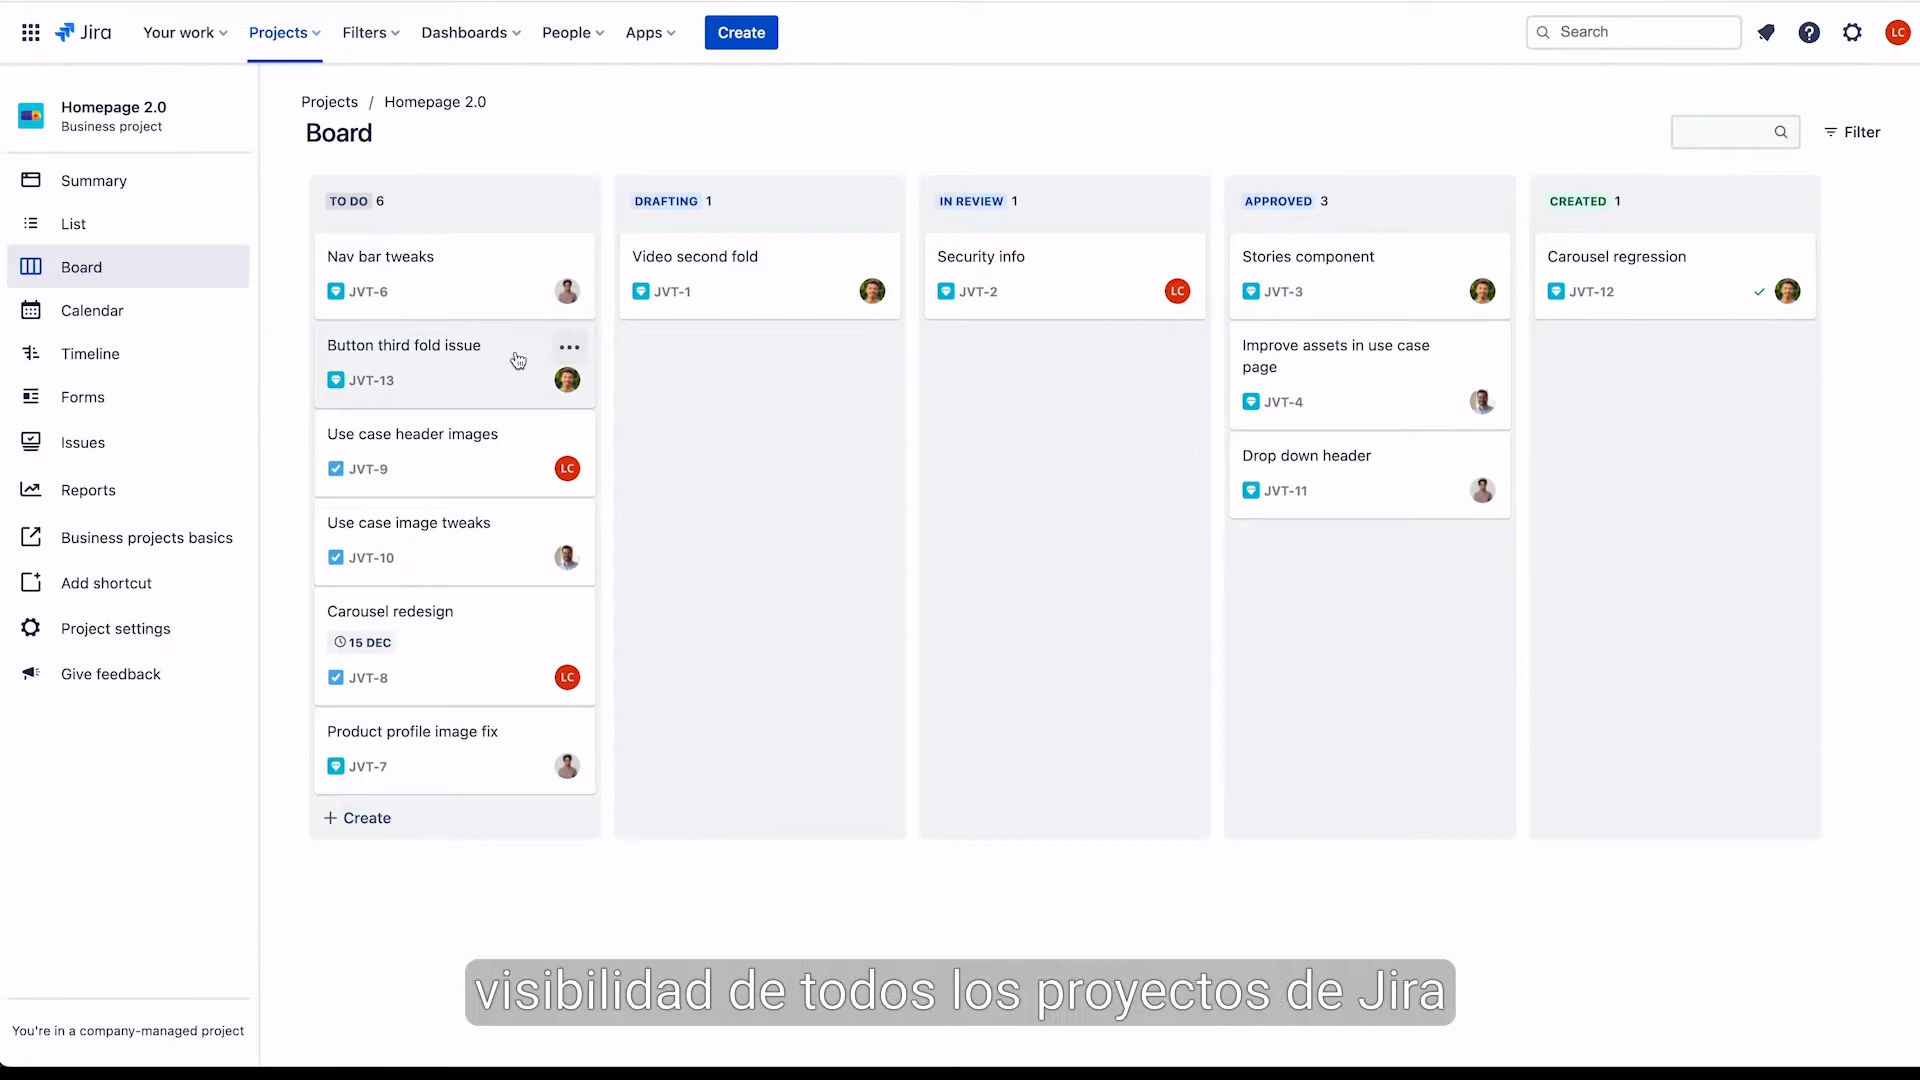 Jira
Your work
Projects
Filters
Dashboards
People
Apps
Create
Search
LC
Homepage 2.0
Business project
Summary
List
Board
Calendar
Timeline
Forms
Issues
Reports
Business projects basics
Add shortcut
Project settings
Give feedback
You're in a company-managed project
Projects / Homepage 2.0
Board
Filter
TO DO 6
Nav bar tweaks
JVT-6
Button third fold issue
JVT-13
Use case header images
JVT-9
LC
Use case image tweaks
JVT-10
Carousel redesign
15 DEC
JVT-8
LC
Product profile image fix
JVT-7
+ Create
DRAFTING 1
Video second fold
JVT-1
IN REVIEW 1
Security info
JVT-2
LC
APPROVED 3
Stories component
JVT-3
Improve assets in use case
page
JVT-4
Drop down header
JVT-11
CREATED 1
Carousel regression
JVT-12
visibilidad de todos los proyectos de Jira